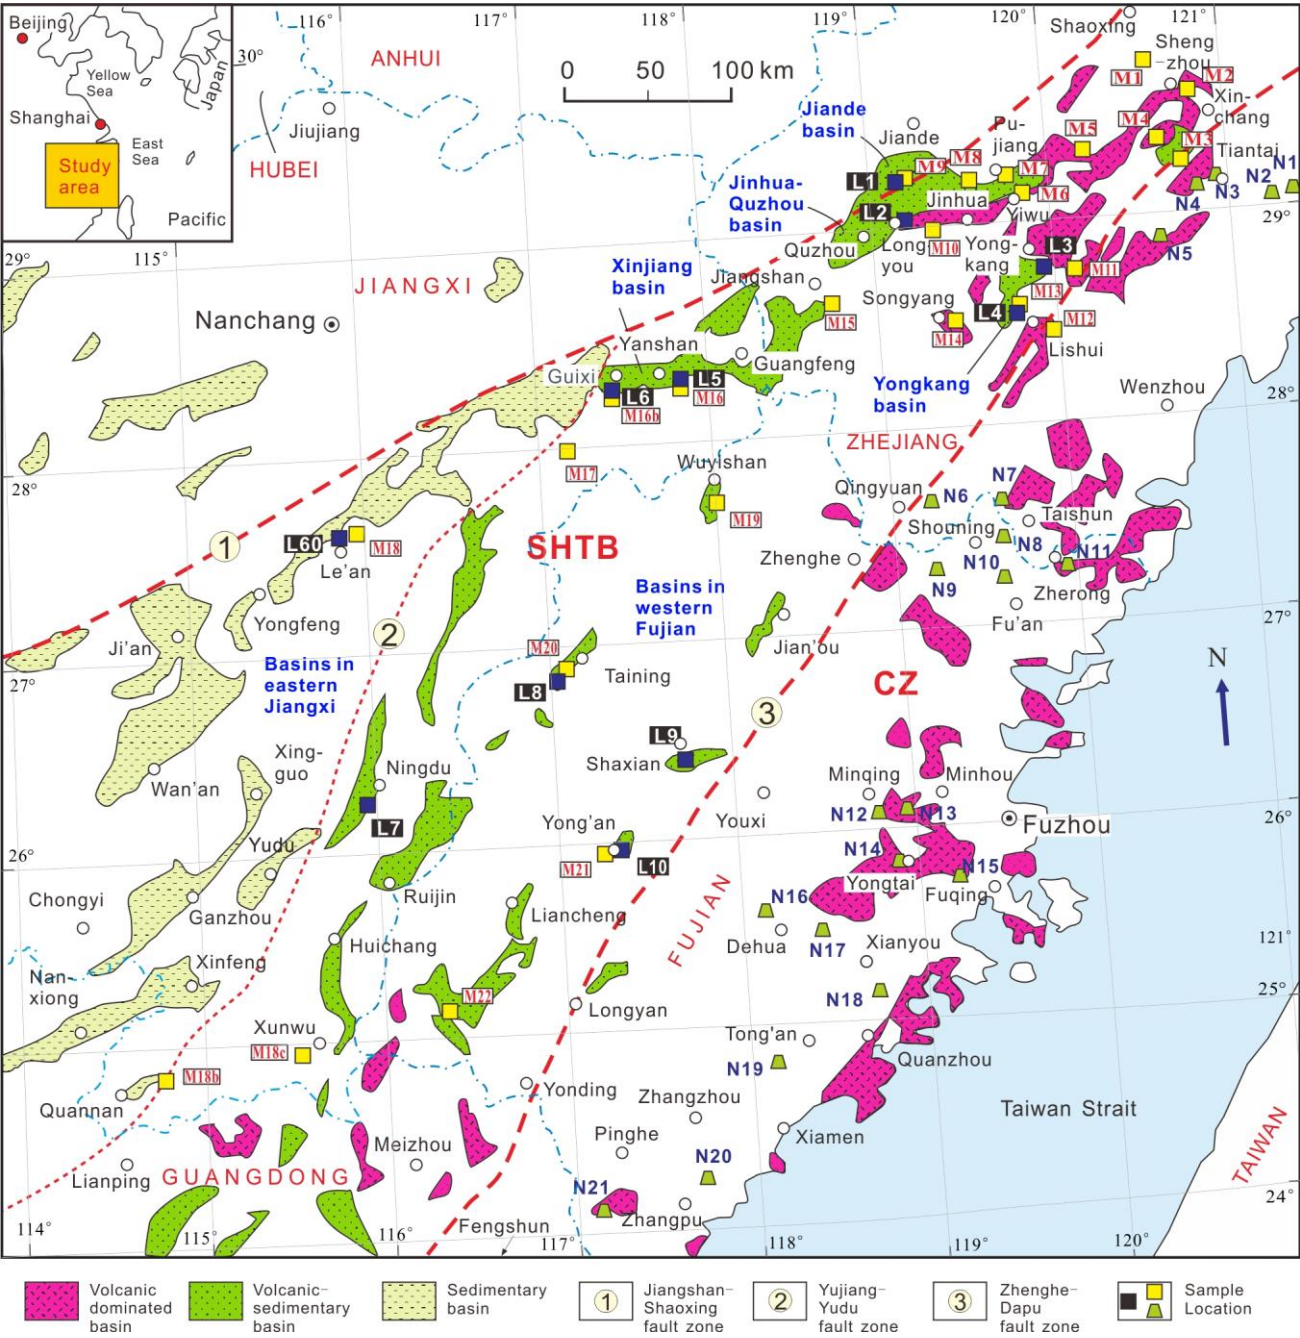 Beijing
Yellow
Sea
Japan
Shanghai
East
Sea
Study
area
Pacific
116°
117°
118°
119°
120°
121°
30°
ANHUI
0 50 100 km
Shaoxing
Sheng
-zhou
M1
M2
Xin-
chang
Jiujiang
HUBEI
Jiande
basin
Jiande
Pu-
jiang
M5
M4
M3
Tiantai
N1
N2
N3
N4
L1
M9
M8
M7
M6
Jinhua-
Quzhou
basin
L2
Jinhua
Yiwu
29°
Quzhou
Long-
you
M10
Yong-
kang
L3
M11
N5
29°
115°
JIANGXI
Xinjiang
basin
Jiangshan
M15
Songyang
M14
L4
M13
M12
Lishui
Nanchang
Yanshan
Guangfeng
Guixi
L5
M16
L6
M16b
Yongkang
basin
Wenzhou
28°
M17
ZHEJIANG
Wuyishan
M19
28°
Qingyuan
N6
N7
Shouning
Taishun
N8
L60
M18
Le'an
1
SHTB
Zhenghe
N10
N11
N9
Zherong
Fu'an
27°
Yongfeng
Ji'an
2
Basins in
western
Fujian
Jian'ou
27°
Basins in
eastern
Jiangxi
M20
L8
Taining
CZ
N
3
L9
Shaxian
Xing-
guo
Ningdu
Wan'an
L7
Minqing
Minhou
N12
N13
Fuzhou
26°
Yudu
Yong'an
Youxi
M21
L10
N14
N15
Yongtai
Fuqing
26°
Chongyi
Ganzhou
Ruijin
Liancheng
FUJIAN
N16
Dehua
N17
Xianyou
121°
Huichang
Nan-
xiong
Xinfeng
M22
Longyan
N18
25°
Xunwu
M18c
Tong'an
N19
Quanzhou
M18b
Quannan
Yonding
Zhangzhou
Taiwan Strait
Meizhou
Pinghe
Xiamen
TAIWAN
Lianping
GUANGDONG
N20
N21
Zhangpu
24°
114°
115°
116°
Fengshun
117°
118°
119°
120°
Volcanic
dominated
basin
Volcanic-
sedimentary
basin
Sedimentary
basin
1
Jiangshan-
Shaoxing
fault zone
2
Yujiang-
Yudu
fault zone
3
Zhenghe-
Dapu
fault zone
Sample
Location